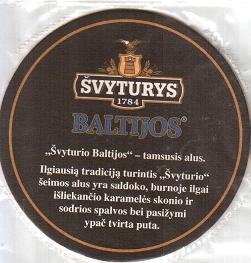 ŠVYTURYS
1784
BALTIJOS®
„Švyturio Baltijos“ – tamsusis alus.
Ilgiausią tradiciją turintis „Švyturio“
šeimos alus yra saldoko, burnoje ilgai
išliekančio karamelės skonio ir
sodrios spalvos bei pasižymi
ypač tvirta puta.